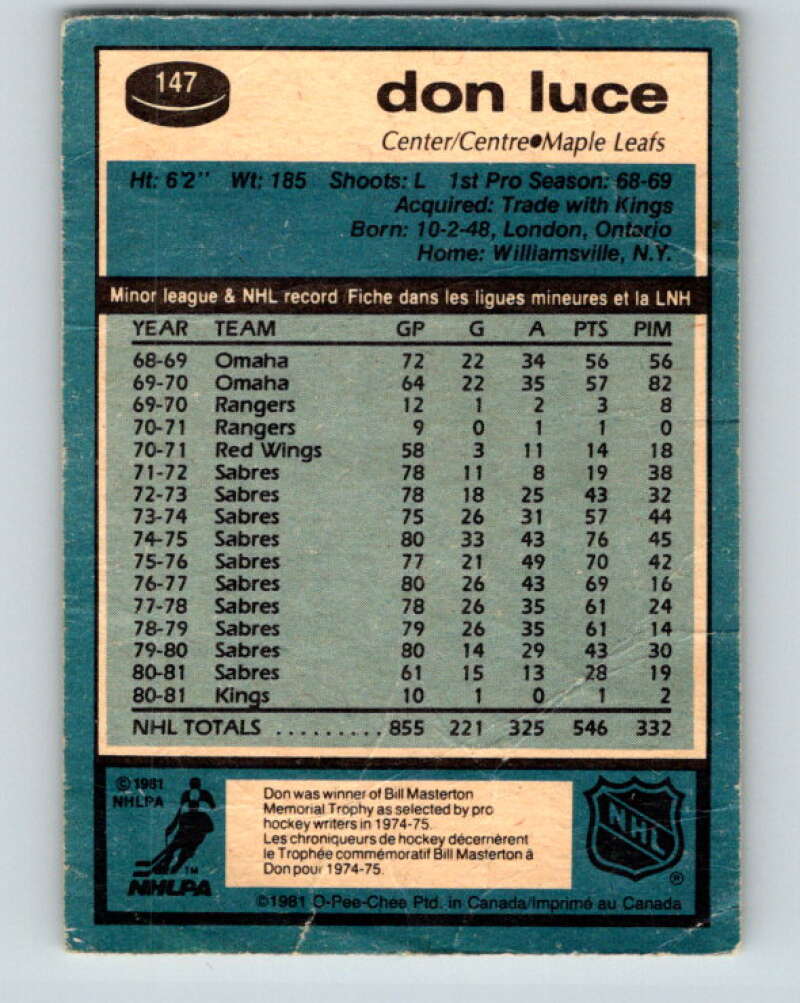 147
don luce
Center/Centre●Maple Leafs
Ht: 6'2" Wt: 185 Shoots: L 1st Pro Season: 68-69
Acquired: Trade with Kings
Born: 10-2-48, London, Ontario
Home: Williamsville, N.Y.
Minor league & NHL record Fiche dans les ligues mineures et la LNH
YEAR TEAM GP G A PTS PIM
68-69 Omaha 72 22 34 56 56
69-70 Omaha 64 22 35 57 82
69-70 Rangers 12 1 2 3 8
70-71 Rangers 9 0 1 1 0
70-71 Red Wings 58 3 11 14 18
71-72 Sabres 78 11 8 19 38
72-73 Sabres 78 18 25 43 32
73-74 Sabres 75 26 31 57 44
74-75 Sabres 80 33 43 76 45
75-76 Sabres 77 21 49 70 42
76-77 Sabres 80 26 43 69 16
77-78 Sabres 78 26 35 61 24
78-79 Sabres 79 26 35 61 14
79-80 Sabres 80 14 29 43 30
80-81 Sabres 61 15 13 28 19
80-81 Kings 10 1 0 1 2
NHL TOTALS ......... 855 221 325 546 332
© 1981
NHLPA
TM
NHLPA
Don was winner of Bill Masterton
Memorial Trophy as selected by pro
hockey writers in 1974-75.
Les chroniqueurs de hockey décernèrent
le Trophée commémoratif Bill Masterton à
Don pour 1974-75.
NHL
®
©1981 O-Pee-Chee Ptd. in Canada/Imprimé au Canada